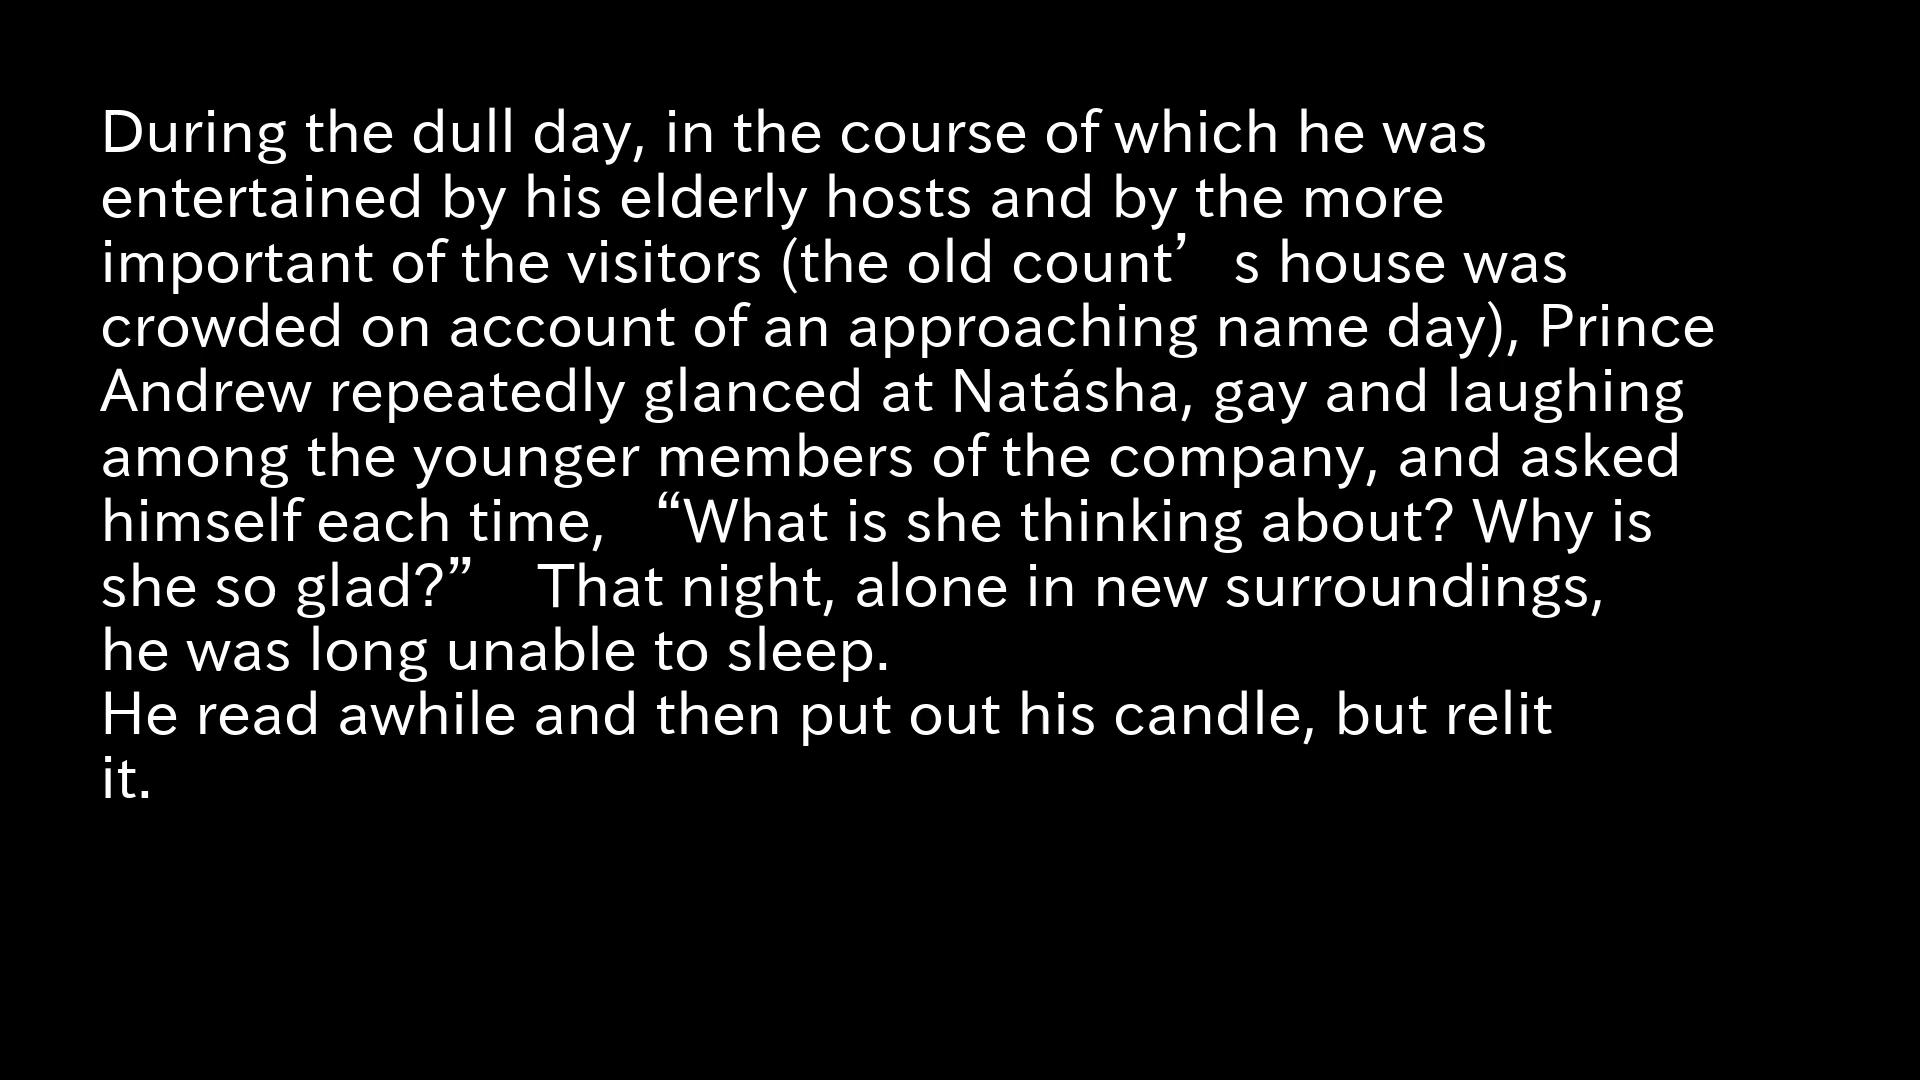 During the dull day, in the course of which he was
entertained by his elderly hosts and by the more
important of the visitors (the old count’s house was
crowded on account of an approaching name day), Prince
Andrew repeatedly glanced at Natásha, gay and laughing
among the younger members of the company, and asked
himself each time, “What is she thinking about? Why is
she so glad?” That night, alone in new surroundings,
he was long unable to sleep.
He read awhile and then put out his candle, but relit
it.